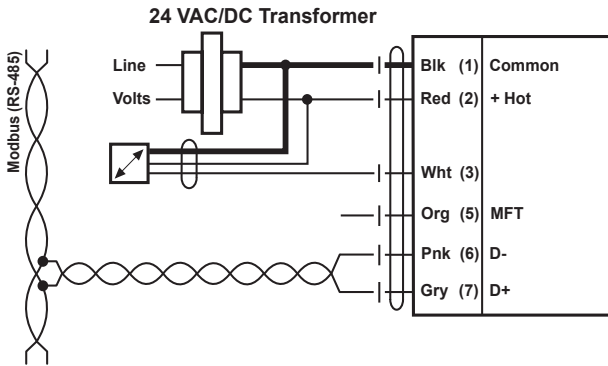 24 VAC/DC Transformer
Modbus (RS-485)
Line
Volts
Blk (1) Common
Red (2) + Hot
Wht (3)
Org (5) MFT
Pnk (6) D-
Gry (7) D+